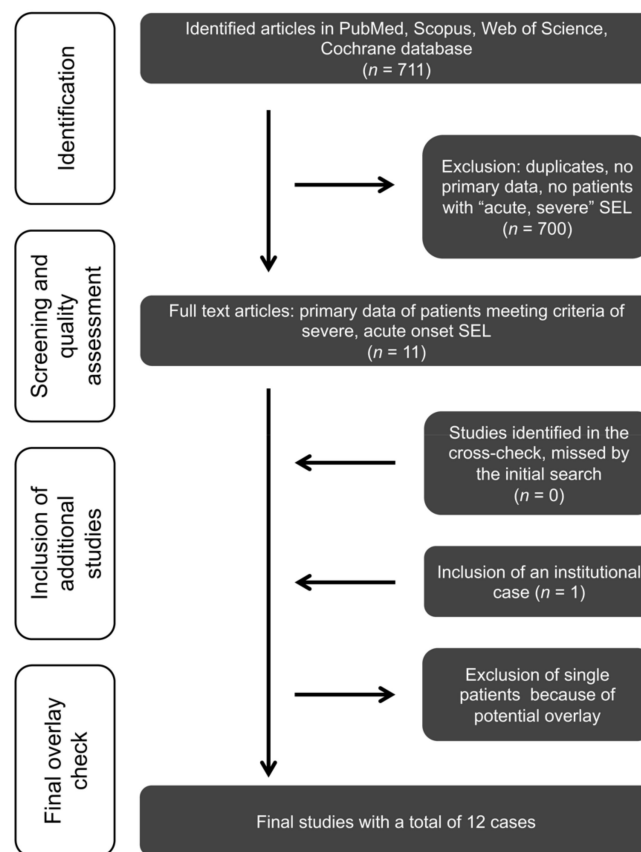 Identification
Identified articles in PubMed, Scopus, Web of Science,
Cochrane database
(n = 711)
Exclusion: duplicates, no
primary data, no patients
with "acute, severe" SEL
(n = 700)
Screening and
quality
assessment
Full text articles: primary data of patients meeting criteria of
severe, acute onset SEL
(n = 11)
Inclusion of
additional
studies
Studies identified in the
cross-check, missed by
the initial search
(n = 0)
Inclusion of an institutional
case (n = 1)
Final overlay
check
Exclusion of single
patients because of
potential overlay
Final studies with a total of 12 cases